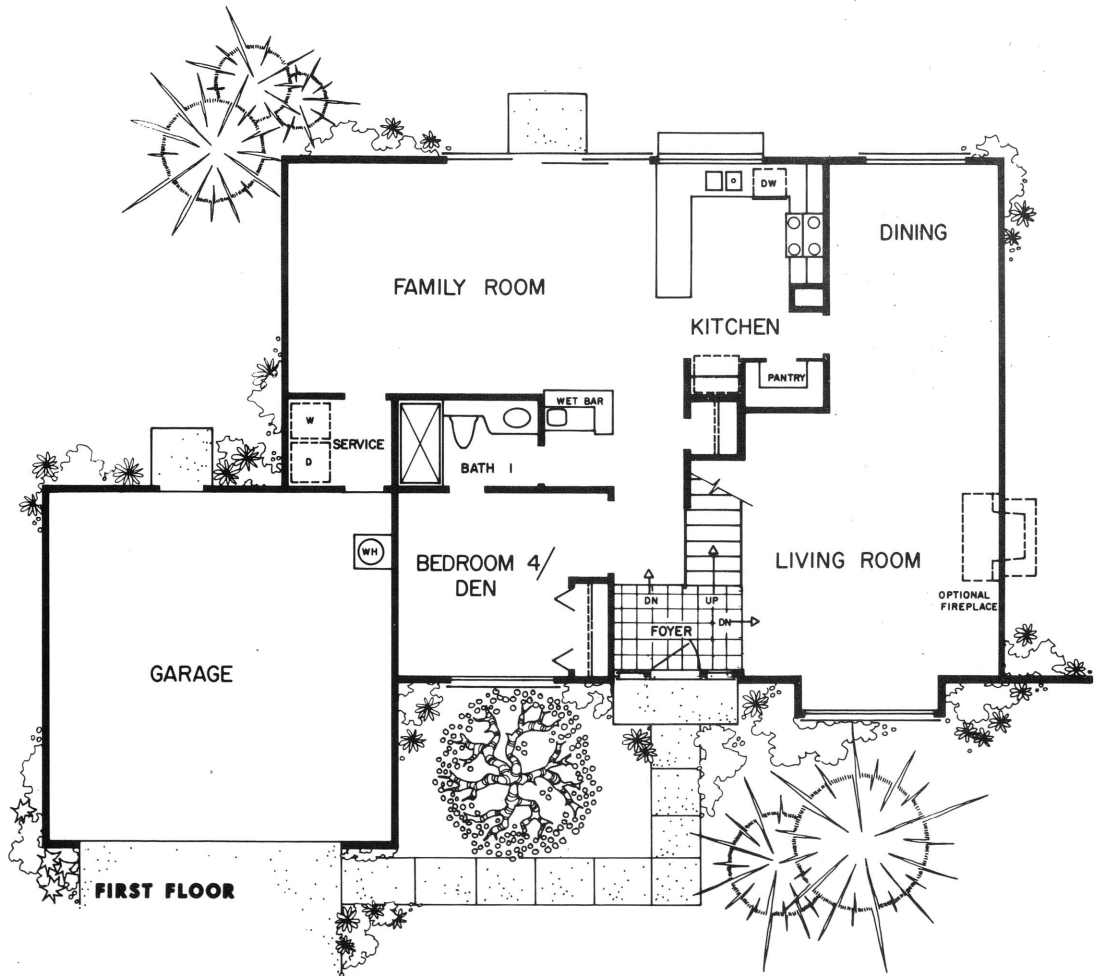 DW
DINING
FAMILY ROOM
KITCHEN
PANTRY
WET BAR
W
SERVICE
D
BATH 1
WH
BEDROOM 4/
DEN
LIVING ROOM
OPTIONAL
FIREPLACE
DN
UP
DN
FOYER
GARAGE
FIRST FLOOR